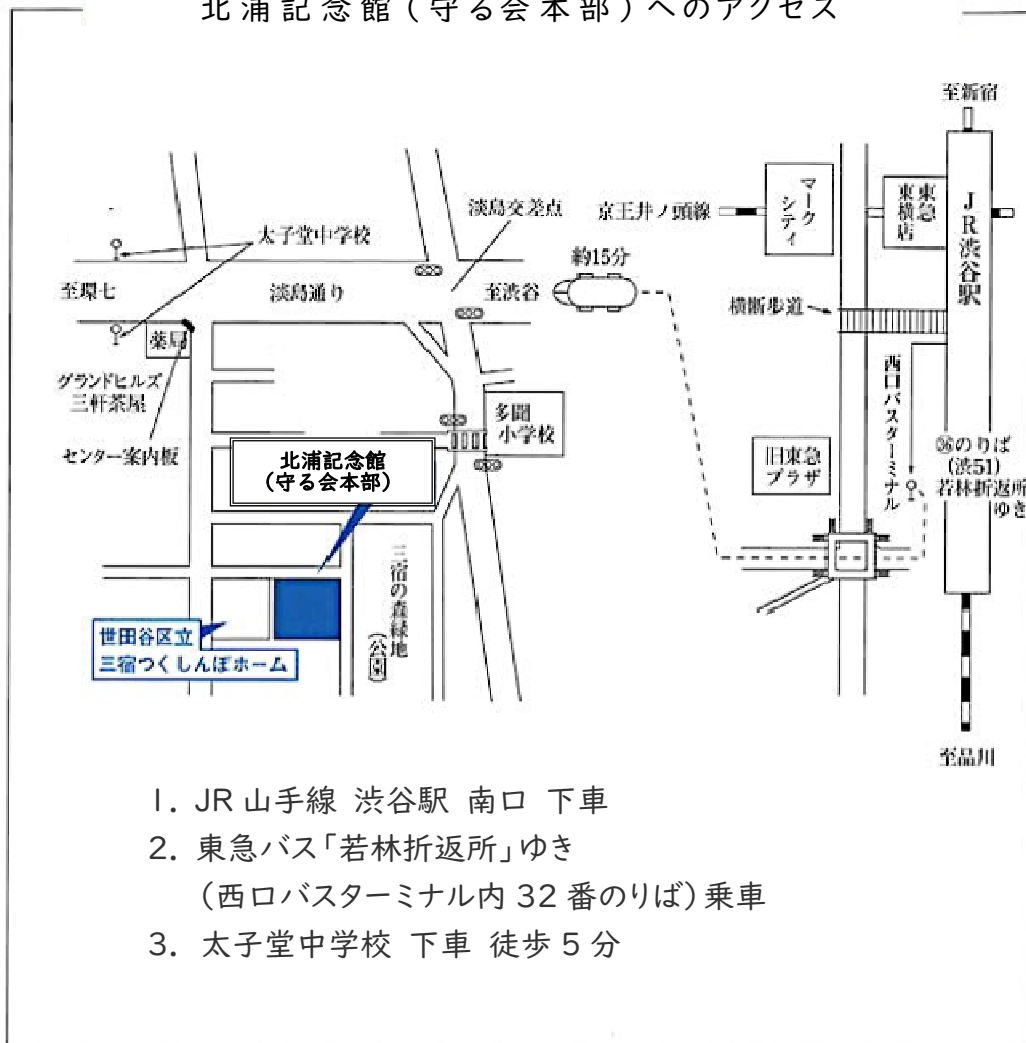 北浦記念館(守る会本部)へのアクセス
至新宿
JR渋谷駅
東急
東横店
マーク
シティ
京王井ノ頭線
淡島交差点
太子堂中学校
約15分
至環七
淡島通り
至渋谷
横断歩道
薬局
グランドヒルズ
三軒茶屋
センター案内板
多聞
小学校
西口バスターミナル
旧東急
プラザ
㊱のりば
(渋51)
若林折返所
ゆき
北浦記念館
(守る会本部)
三宿の森緑地
(公園)
世田谷区立
三宿つくしんぼホーム
至品川
1. JR山手線 渋谷駅 南口 下車
2. 東急バス「若林折返所」ゆき
(西口バスターミナル内 32番のりば)乗車
3. 太子堂中学校 下車 徒歩5分